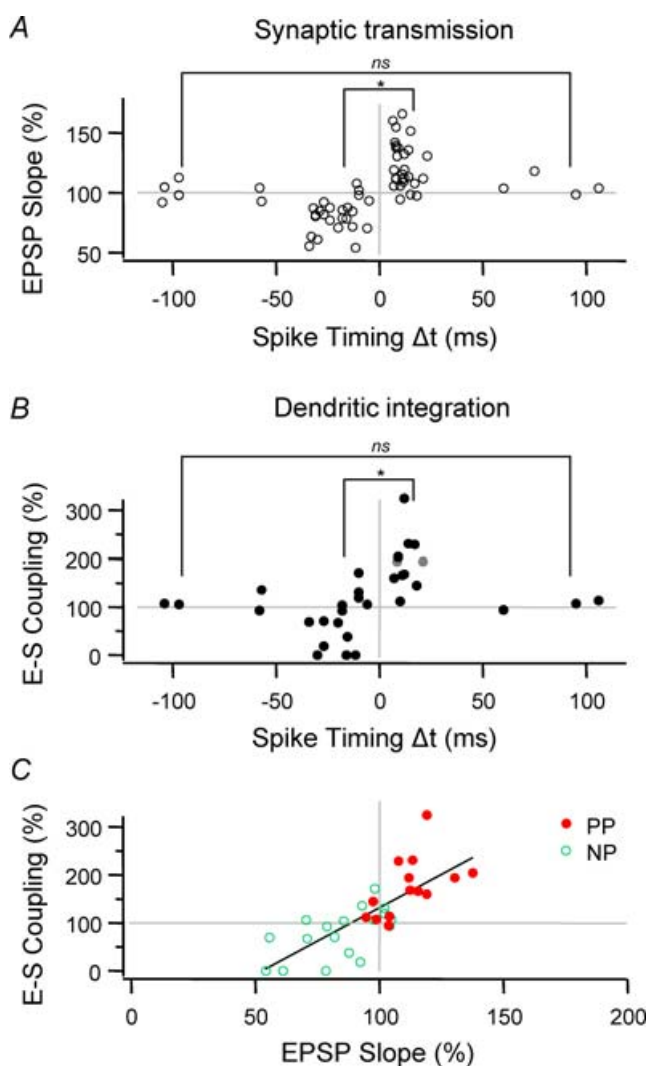 A Synaptic transmission
ns
*
EPSP Slope (%)
150
100
50
-100 -50 0 50 100
Spike Timing Δt (ms)
B Dendritic integration
ns
*
E-S Coupling (%)
300
200
100
0
-100 -50 0 50 100
Spike Timing Δt (ms)
C
E-S Coupling (%)
300
200
100
0
PP
NP
0 50 100 150 200
EPSP Slope (%)